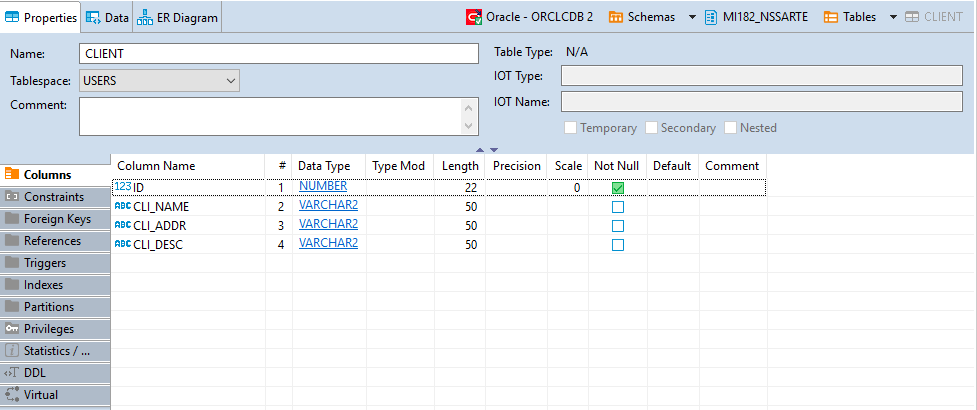 Properties Data ER Diagram Oracle - ORCLCDB 2 Schemas MI182_NSSARTE Tables CLIENT
Name: CLIENT Table Type: N/A
Tablespace: USERS IOT Type:
Comment: IOT Name:
Temporary Secondary Nested
Column Name # Data Type Type Mod Length Precision Scale Not Null Default Comment
123 ID 1 NUMBER 22 0
ABC CLI_NAME 2 VARCHAR2 50
ABC CLI_ADDR 3 VARCHAR2 50
ABC CLI_DESC 4 VARCHAR2 50
Columns
Constraints
Foreign Keys
References
Triggers
Indexes
Partitions
Privileges
Statistics / ...
DDL
Virtual